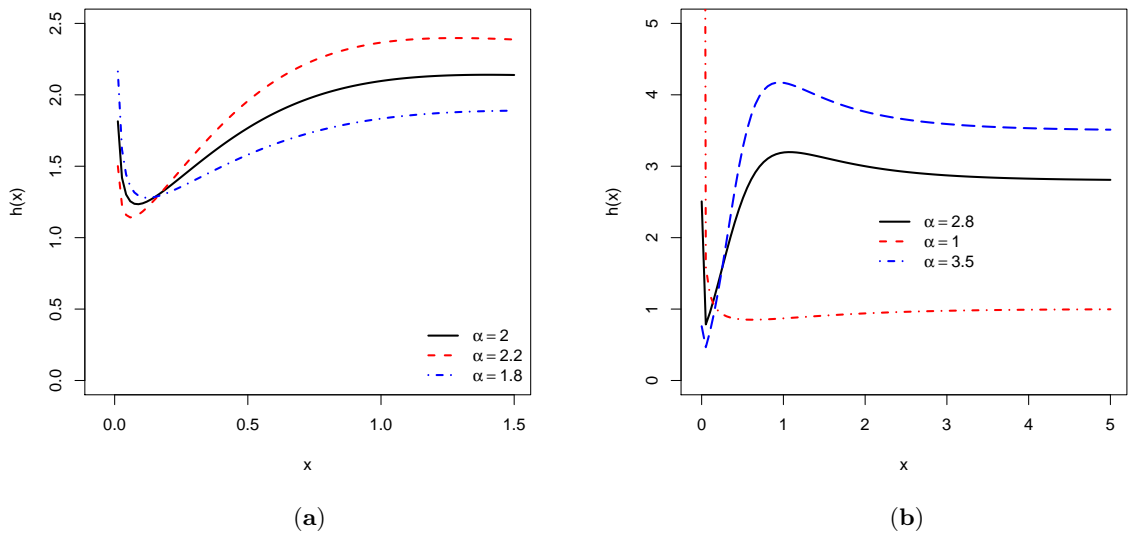 h(x)
2.5
2.0
1.5
1.0
0.5
0.0
α = 2
α = 2.2
α = 1.8
0.0 0.5 1.0 1.5
x
(a)
h(x)
5
4
3
2
1
0
α = 2.8
α = 1
α = 3.5
0 1 2 3 4 5
x
(b)